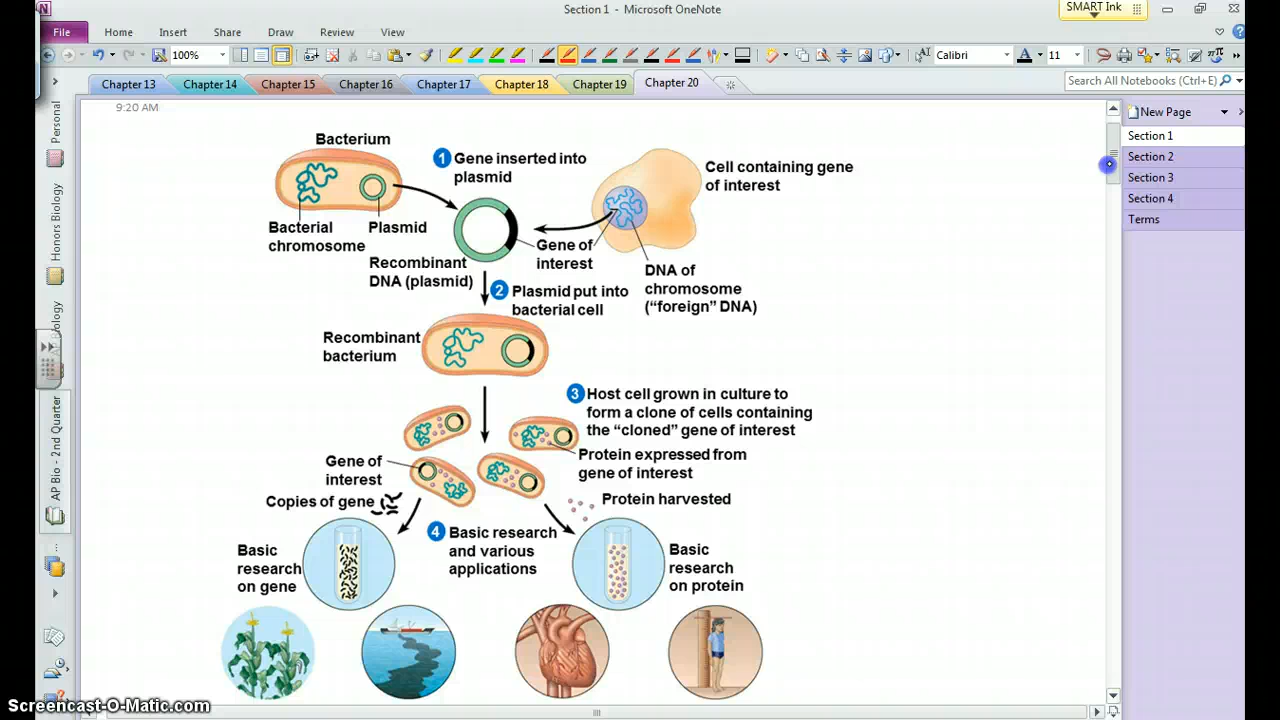 Section 1 - Microsoft OneNote
SMART Ink
File Home Insert Share Draw Review View
100%
Calibri
11
Chapter 13 Chapter 14 Chapter 15 Chapter 16 Chapter 17 Chapter 18 Chapter 19 Chapter 20
Search All Notebooks (Ctrl+E)
Personal
Honors Biology
AP Bio - 2nd Quarter
New Page
Section 1
Section 2
Section 3
Section 4
Terms
9:20 AM
Bacterium
Bacterial
chromosome
Plasmid
1 Gene inserted into
plasmid
Cell containing gene
of interest
Gene of
interest
Recombinant
DNA (plasmid)
DNA of
chromosome
("foreign" DNA)
2 Plasmid put into
bacterial cell
Recombinant
bacterium
3 Host cell grown in culture to
form a clone of cells containing
the "cloned" gene of interest
Protein expressed from
gene of interest
Gene of
interest
Copies of gene
Protein harvested
4 Basic research
and various
applications
Basic
research
on gene
Basic
research
on protein
Screencast-O-Matic.com